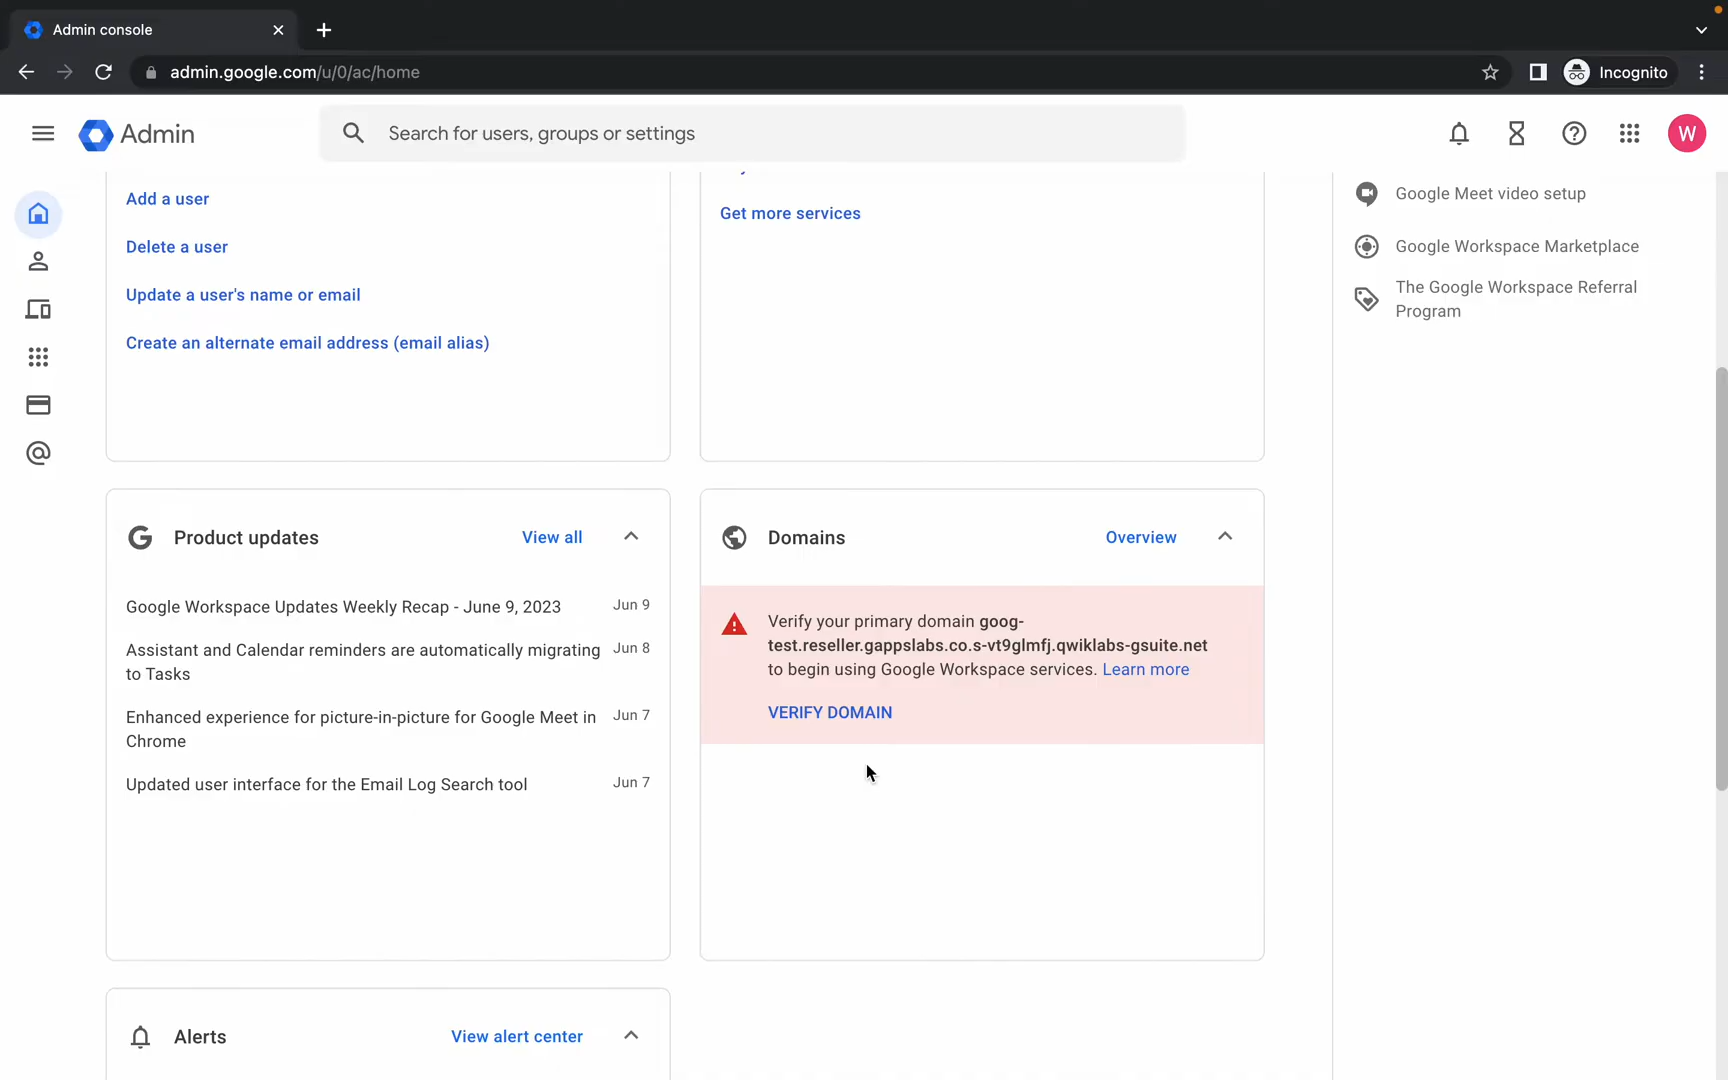 Admin console
admin.google.com/u/0/ac/home
Incognito
Admin
Search for users, groups or settings
W
Add a user
Delete a user
Update a user's name or email
Create an alternate email address (email alias)
Get more services
Google Meet video setup
Google Workspace Marketplace
The Google Workspace Referral
Program
Product updates
View all
Google Workspace Updates Weekly Recap - June 9, 2023
Jun 9
Assistant and Calendar reminders are automatically migrating
to Tasks
Jun 8
Enhanced experience for picture-in-picture for Google Meet in
Chrome
Jun 7
Updated user interface for the Email Log Search tool
Jun 7
Domains
Overview
Verify your primary domain goog-
test.reseller.gappslabs.co.s-vt9glmfj.qwiklabs-gsuite.net
to begin using Google Workspace services. Learn more
VERIFY DOMAIN
Alerts
View alert center